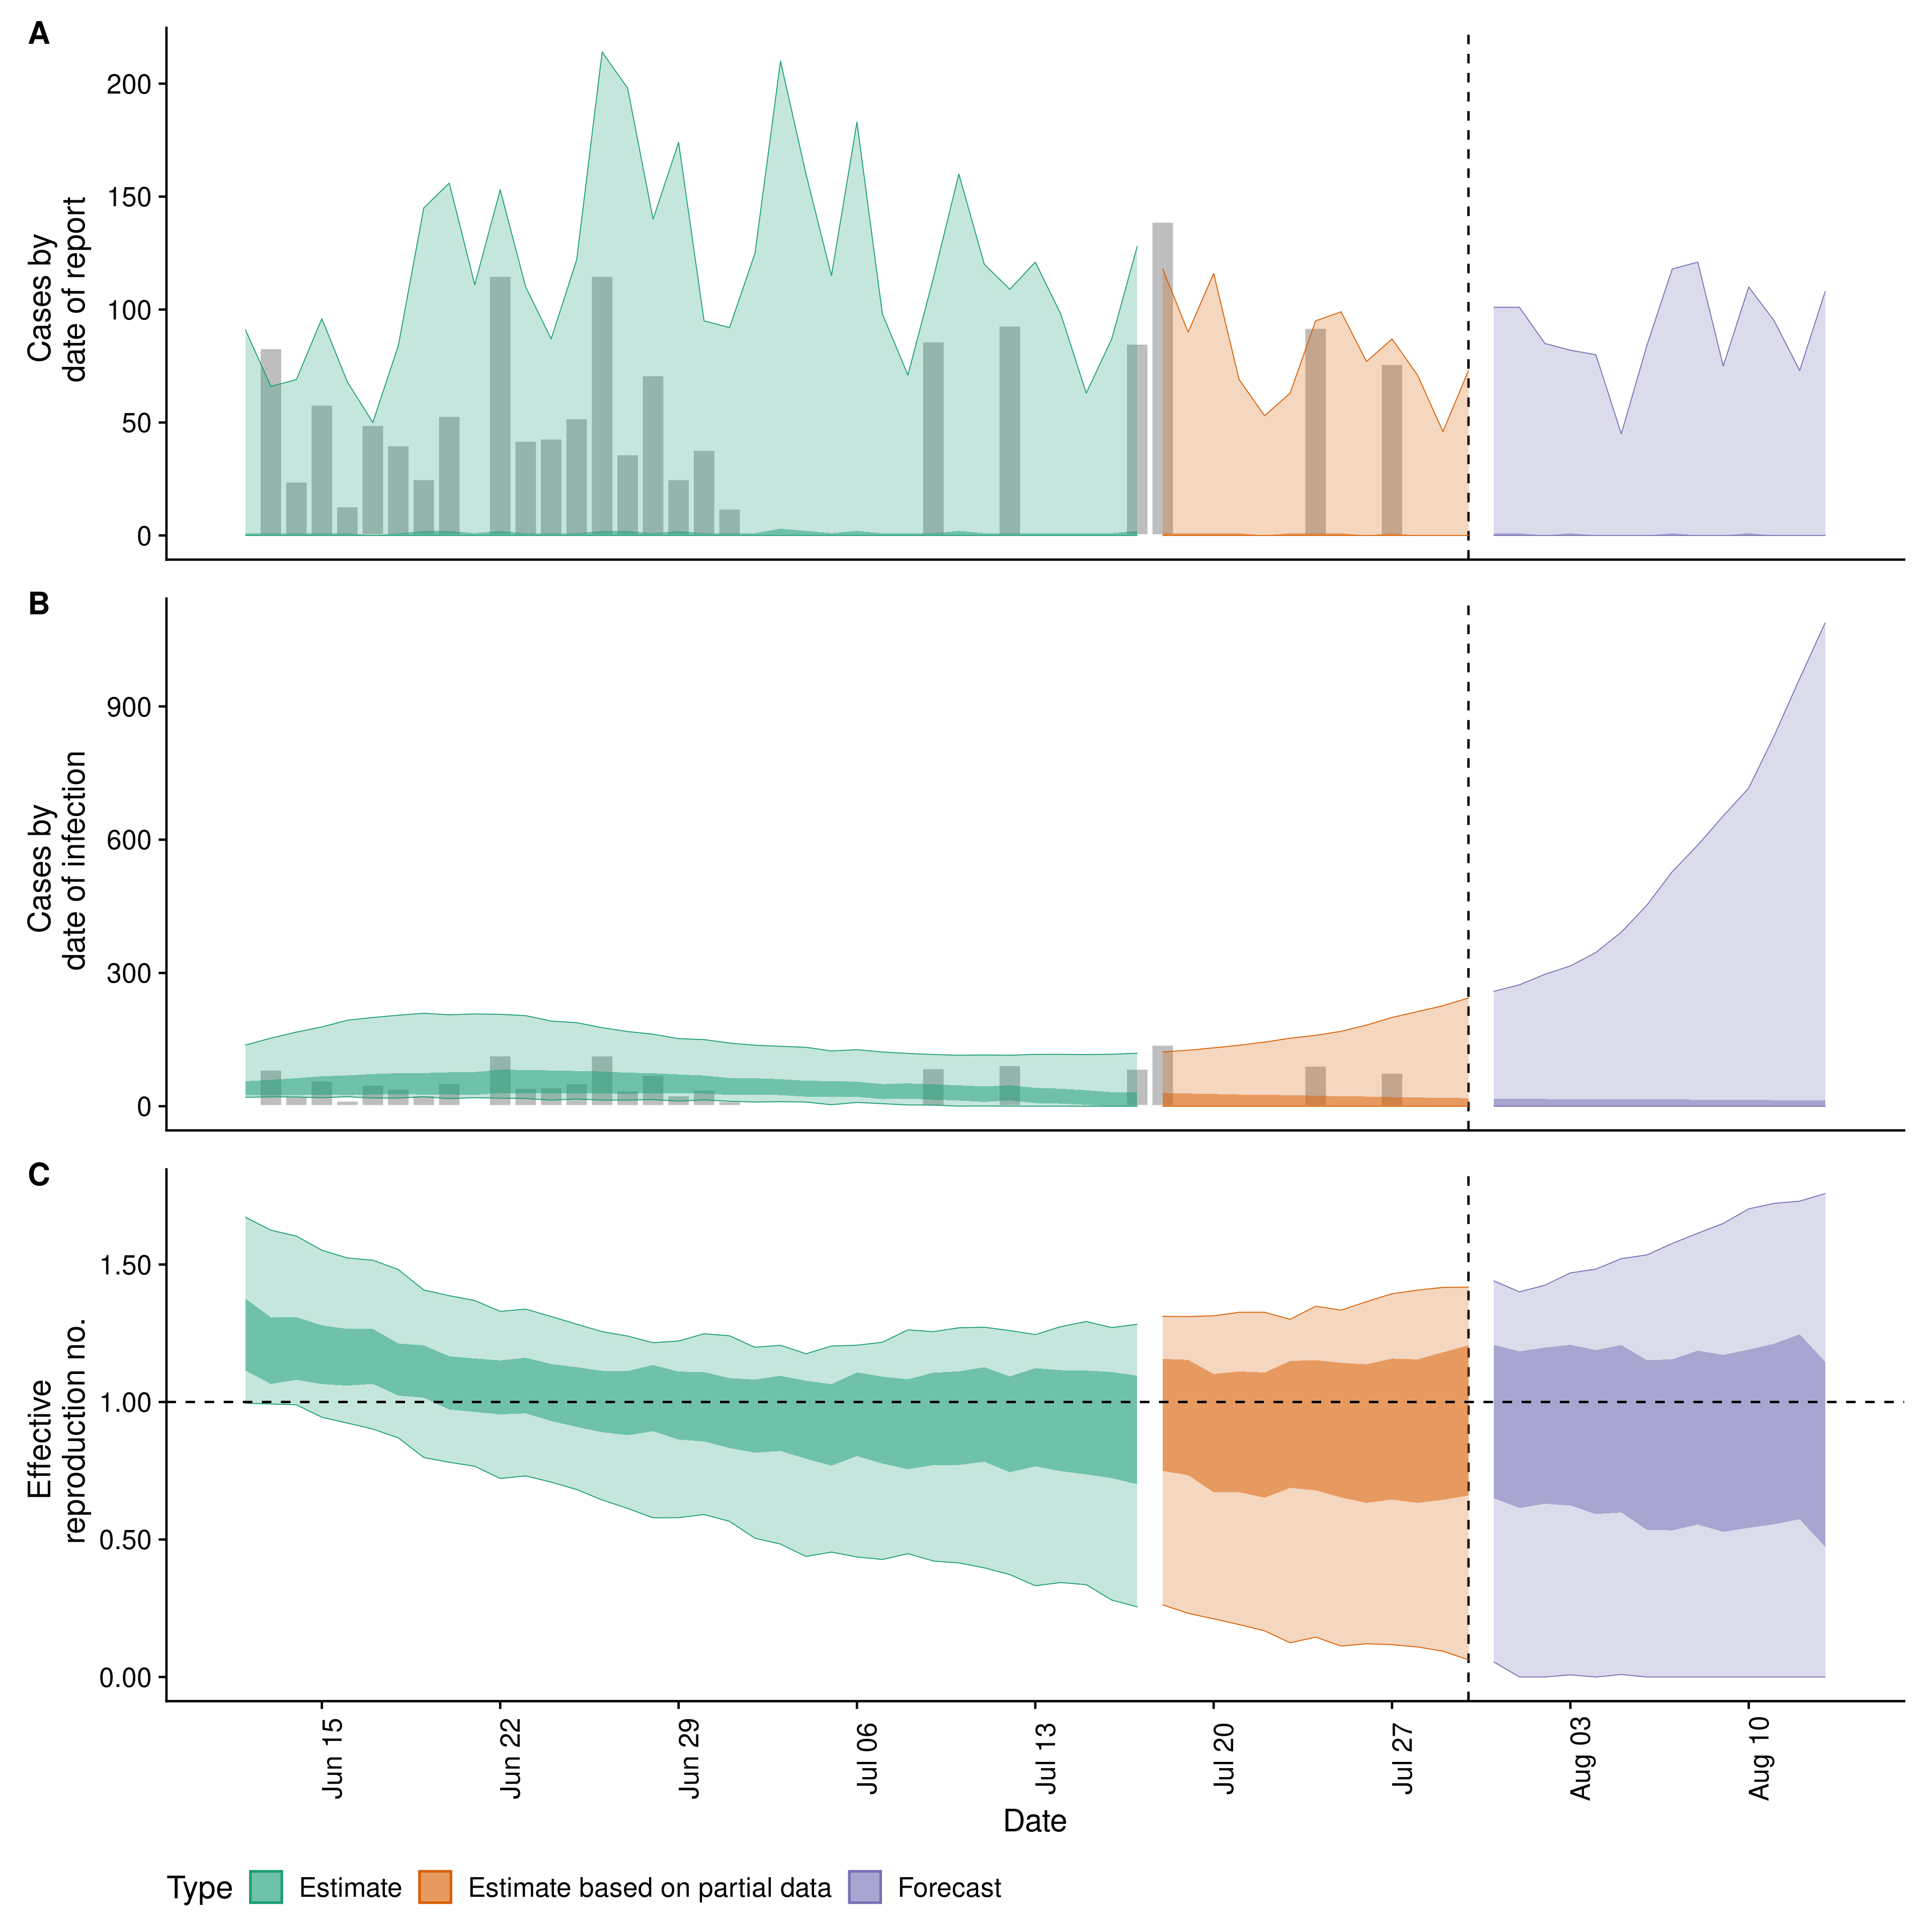 A
Cases by
date of report
200
150
100
50
0
B
Cases by
date of infection
900
600
300
0
C
Effective
reproduction no.
1.50
1.00
0.50
0.00
Jun 15
Jun 22
Jun 29
Jul 06
Jul 13
Jul 20
Jul 27
Aug 03
Aug 10
Date
Type
Estimate
Estimate based on partial data
Forecast